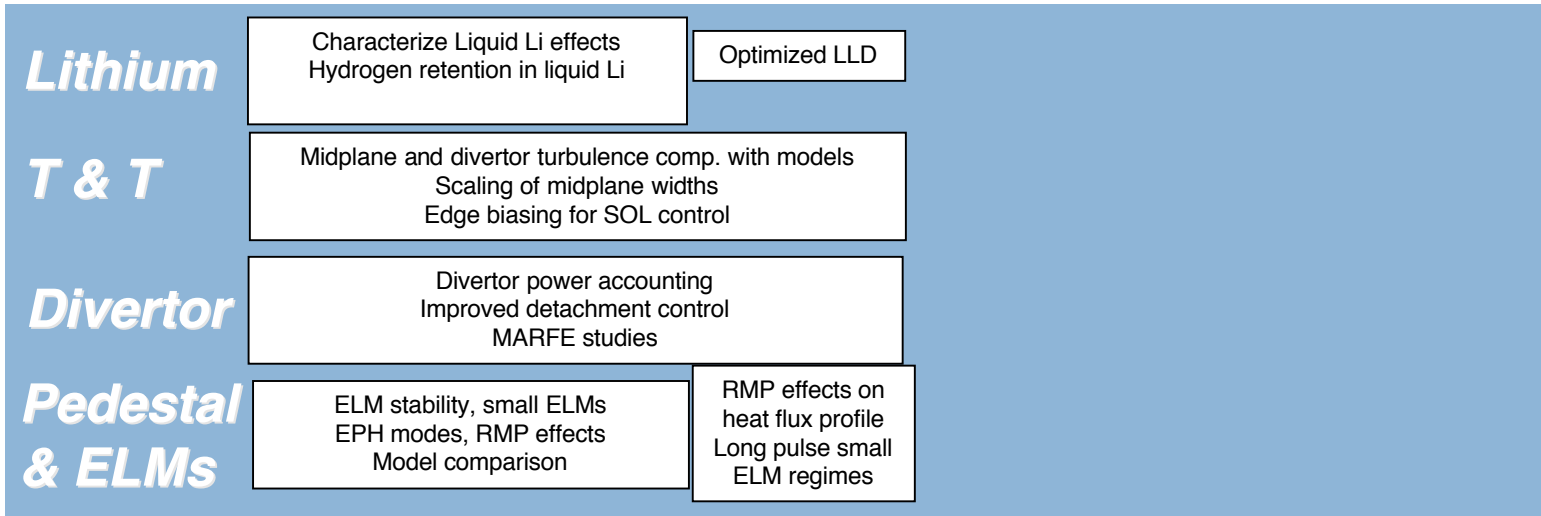 Lithium
Characterize Liquid Li effects
Hydrogen retention in liquid Li
Optimized LLD
T & T
Midplane and divertor turbulence comp. with models
Scaling of midplane widths
Edge biasing for SOL control
Divertor
Divertor power accounting
Improved detachment control
MARFE studies
Pedestal
& ELMs
ELM stability, small ELMs
EPH modes, RMP effects
Model comparison
RMP effects on
heat flux profile
Long pulse small
ELM regimes